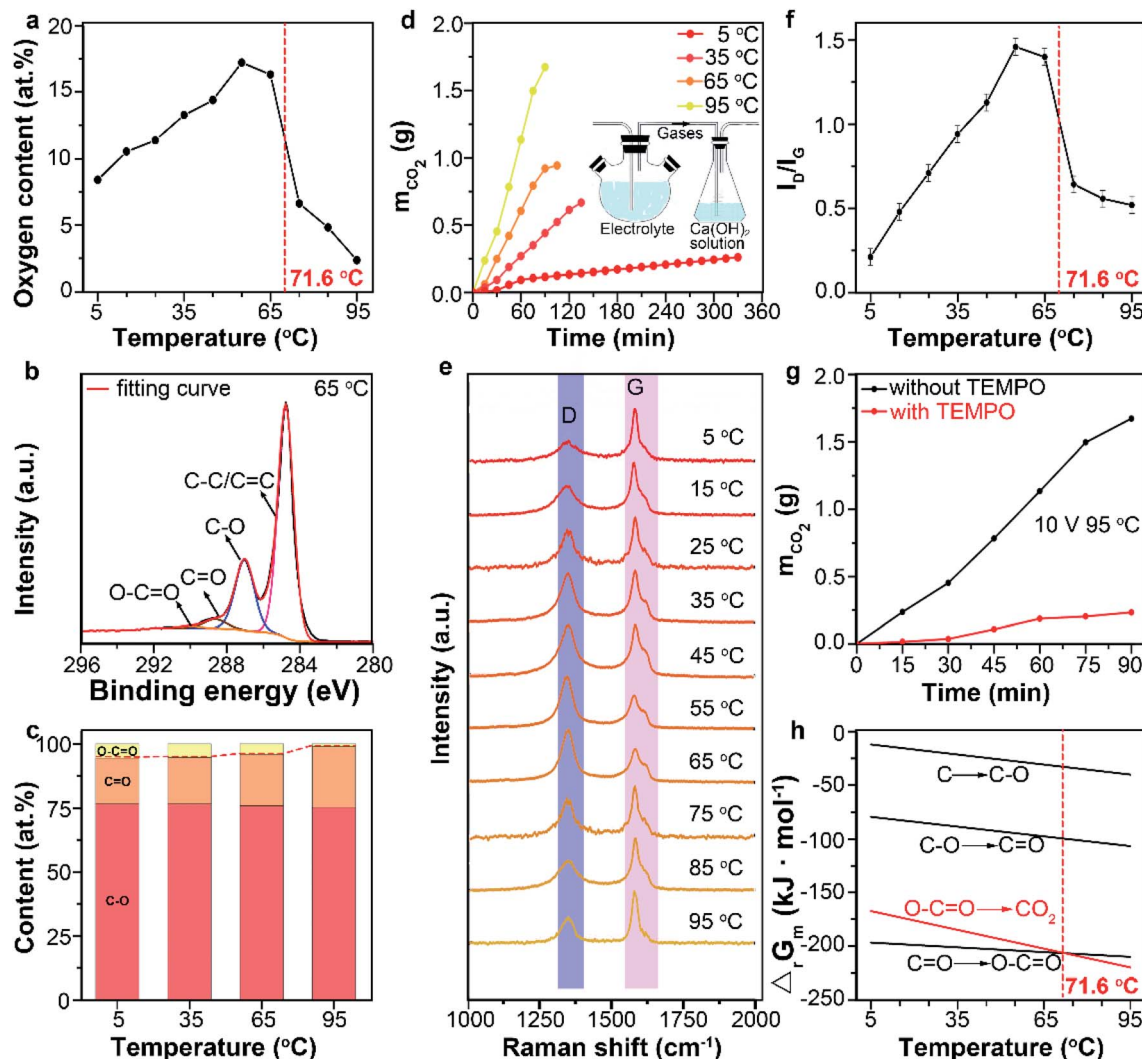 a
Oxygen content (at.%)
20
15
10
5
0
71.6 °C
5 35 65 95
Temperature (°C)
d
m_CO₂ (g)
2.0
1.5
1.0
0.5
0.0
5 °C
35 °C
65 °C
95 °C
Gases
Electrolyte
Ca(OH)₂
solution
0 60 120 180 240 300 360
Time (min)
f
I_D/I_G
1.5
1.0
0.5
0.0
71.6 °C
5 35 65 95
Temperature (°C)
b
fitting curve
65 °C
Intensity (a.u.)
C-C/C=C
C-O
C=O
O-C=O
296 292 288 284 280
Binding energy (eV)
e
D
G
5 °C
15 °C
25 °C
35 °C
45 °C
55 °C
65 °C
75 °C
85 °C
95 °C
Intensity (a.u.)
1000 1250 1500 1750 2000
Raman shift (cm⁻¹)
g
without TEMPO
with TEMPO
m_CO₂ (g)
2.0
1.5
1.0
0.5
0.0
10 V 95 °C
0 15 30 45 60 75 90
Time (min)
c
Content (at.%)
100
75
50
25
0
O-C=O
C=O
C-O
5 35 65 95
Temperature (°C)
h
△rGm (kJ · mol⁻¹)
0
-50
-100
-150
-200
-250
C→C-O
C-O→C=O
O-C=O→CO₂
C=O→O-C=O
71.6 °C
5 35 65 95
Temperature (°C)